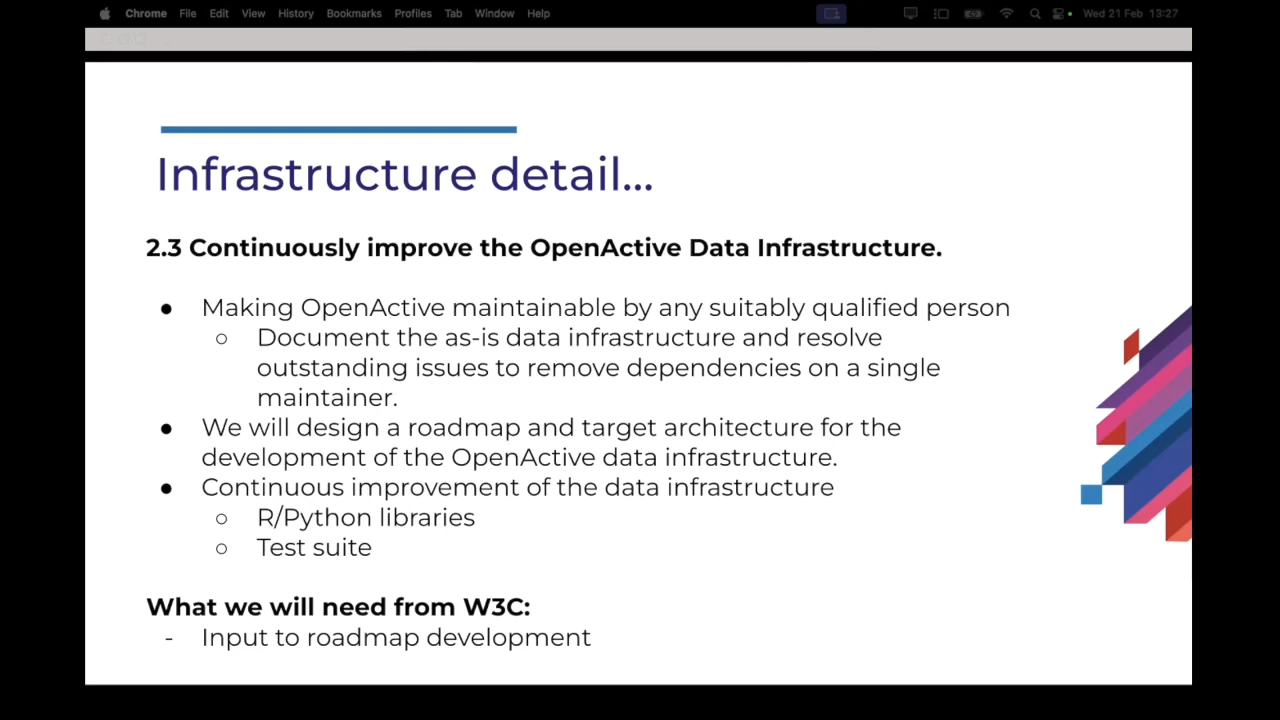 Chrome File Edit View History Bookmarks Profiles Tab Window Help Wed 21 Feb 13:27
Infrastructure detail...
2.3 Continuously improve the OpenActive Data Infrastructure.
● Making OpenActive maintainable by any suitably qualified person
○ Document the as-is data infrastructure and resolve
outstanding issues to remove dependencies on a single
maintainer.
● We will design a roadmap and target architecture for the
development of the OpenActive data infrastructure.
● Continuous improvement of the data infrastructure
○ R/Python libraries
○ Test suite
What we will need from W3C:
- Input to roadmap development